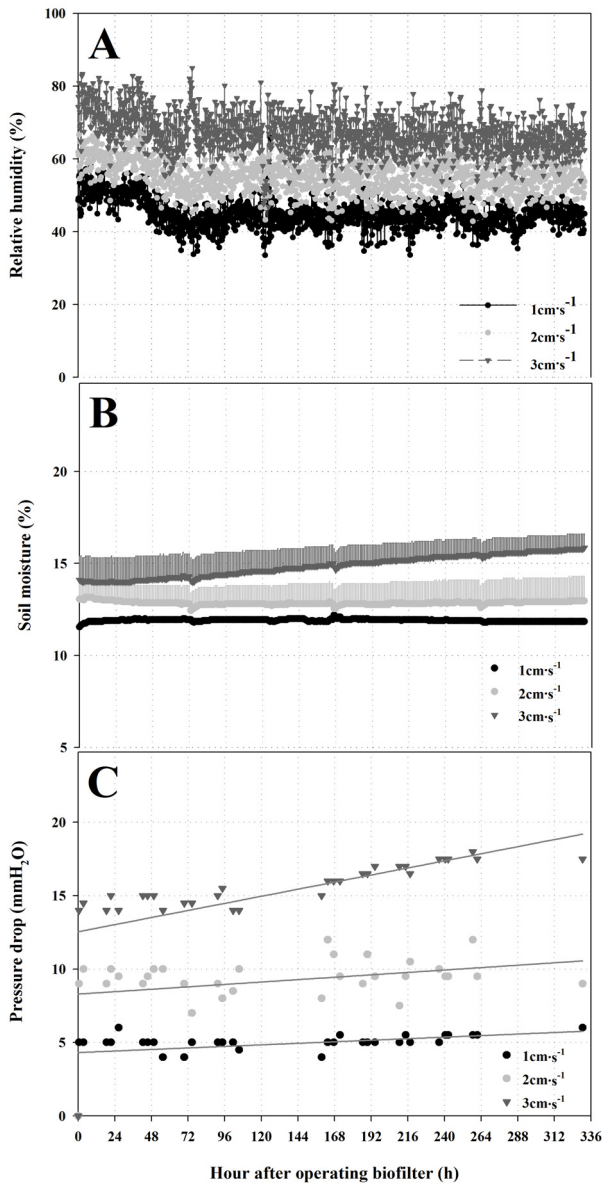 A
100
80
60
40
20
0
Relative humidity (%)
1cm·s⁻¹
2cm·s⁻¹
3cm·s⁻¹
B
20
15
10
5
Soil moisture (%)
1cm·s⁻¹
2cm·s⁻¹
3cm·s⁻¹
C
20
15
10
5
0
Pressure drop (mmH₂O)
1cm·s⁻¹
2cm·s⁻¹
3cm·s⁻¹
0 24 48 72 96 120 144 168 192 216 240 264 288 312 336
Hour after operating biofilter (h)